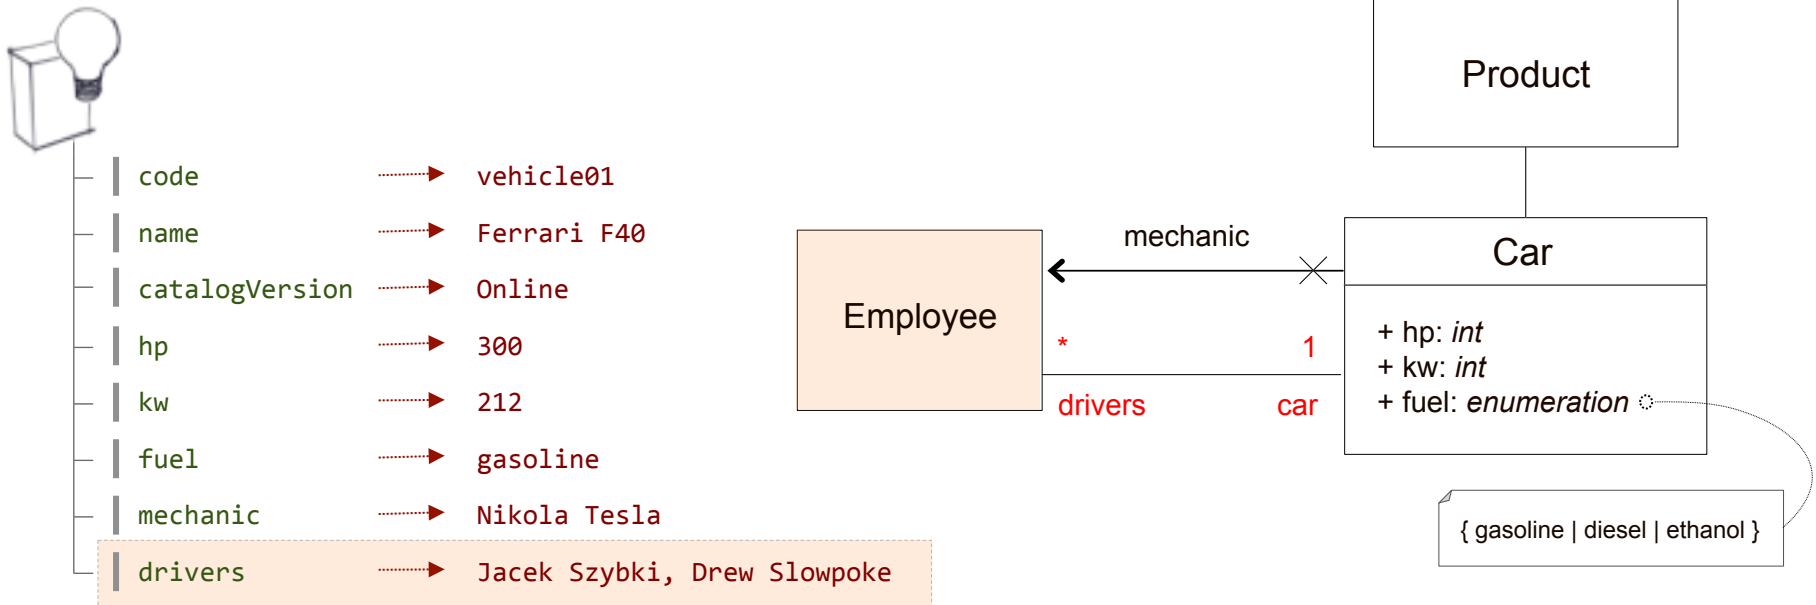 code vehicle01
name Ferrari F40
catalogVersion Online
hp 300
kw 212
fuel gasoline
mechanic Nikola Tesla
drivers Jacek Szybki, Drew Slowpoke
Product
mechanic
Employee
* 1
drivers car
Car
+ hp: int
+ kw: int
+ fuel: enumeration
{ gasoline | diesel | ethanol }